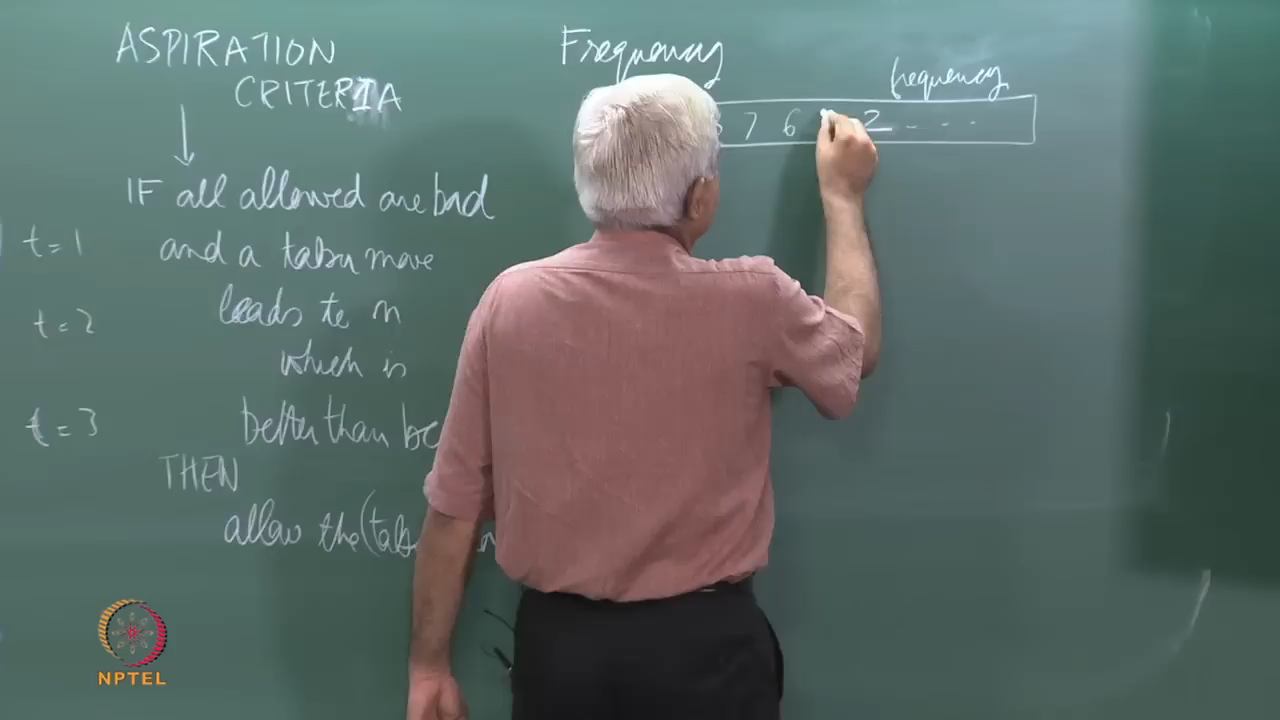 ASPIRATION
CRITERIA
IF all allowed are bad
and a tabu move
leads to n
which is
better than
THEN
allow the
t=1
t=2
t=3
Frequency
frequency
7 6 2 - - -
NPTEL